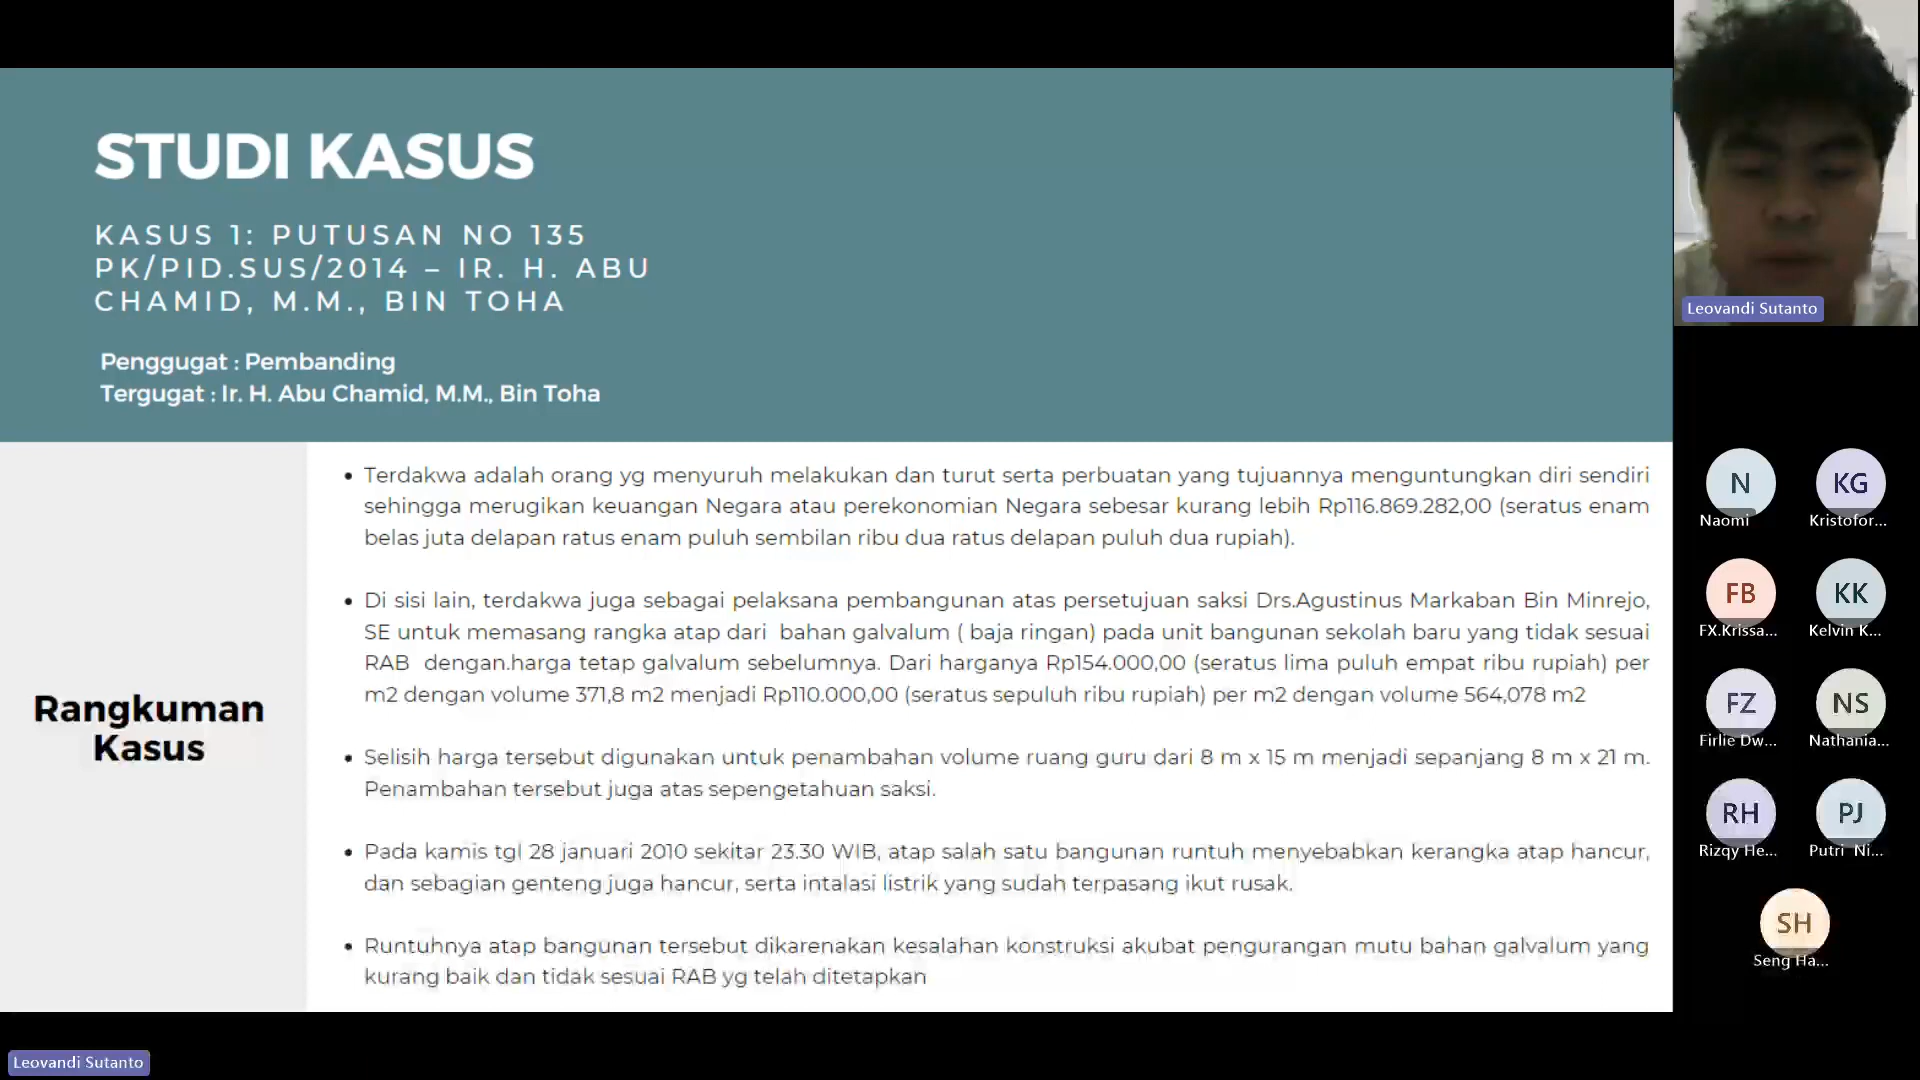 STUDI KASUS
KASUS 1: PUTUSAN NO 135
PK/PID.SUS/2014 – IR. H. ABU
CHAMID, M.M., BIN TOHA
Penggugat : Pembanding
Tergugat : Ir. H. Abu Chamid, M.M., Bin Toha
Rangkuman
Kasus
• Terdakwa adalah orang yg menyuruh melakukan dan turut serta perbuatan yang tujuannya menguntungkan diri sendiri
sehingga merugikan keuangan Negara atau perekonomian Negara sebesar kurang lebih Rp116.869.282,00 (seratus enam
belas juta delapan ratus enam puluh sembilan ribu dua ratus delapan puluh dua rupiah).
• Di sisi lain, terdakwa juga sebagai pelaksana pembangunan atas persetujuan saksi Drs.Agustinus Markaban Bin Minrejo,
SE untuk memasang rangka atap dari bahan galvalum ( baja ringan) pada unit bangunan sekolah baru yang tidak sesuai
RAB dengan.harga tetap galvalum sebelumnya. Dari harganya Rp154.000,00 (seratus lima puluh empat ribu rupiah) per
m2 dengan volume 371,8 m2 menjadi Rp110.000,00 (seratus sepuluh ribu rupiah) per m2 dengan volume 564,078 m2
• Selisih harga tersebut digunakan untuk penambahan volume ruang guru dari 8 m x 15 m menjadi sepanjang 8 m x 21 m.
Penambahan tersebut juga atas sepengetahuan saksi.
• Pada kamis tgl 28 januari 2010 sekitar 23.30 WIB, atap salah satu bangunan runtuh menyebabkan kerangka atap hancur,
dan sebagian genteng juga hancur, serta intalasi listrik yang sudah terpasang ikut rusak.
• Runtuhnya atap bangunan tersebut dikarenakan kesalahan konstruksi akubat pengurangan mutu bahan galvalum yang
kurang baik dan tidak sesuai RAB yg telah ditetapkan
Leovandi Sutanto
N
KG
Naomi
Kristofor...
FB
KK
FX.Krissa...
Kelvin K...
FZ
NS
Firlie Dw...
Nathania...
RH
PJ
Rizqy He...
Putri Ni...
SH
Seng Ha...
Leovandi Sutanto